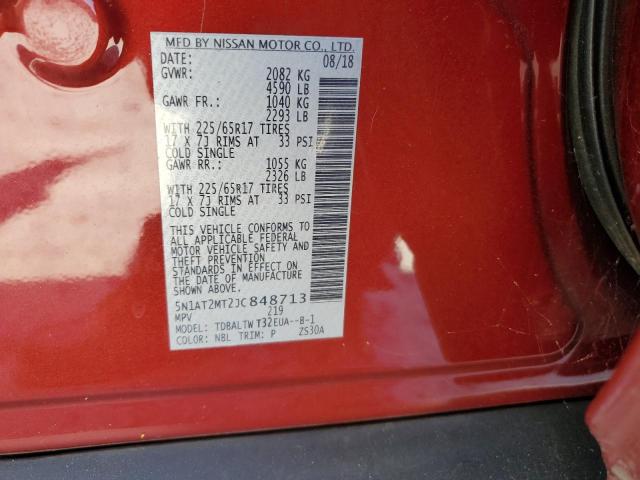 MFD BY NISSAN MOTOR CO., LTD.
DATE: 08/18
GVWR: 2082 KG
4590 LB
GAWR FR.: 1040 KG
2293 LB
WITH 225/65R17 TIRES
17 X 7J RIMS AT 33 PSI
COLD SINGLE
GAWR RR.: 1055 KG
2326 LB
WITH 225/65R17 TIRES
17 X 7J RIMS AT 33 PSI
COLD SINGLE
THIS VEHICLE CONFORMS TO
ALL APPLICABLE FEDERAL
MOTOR VEHICLE SAFETY AND
THEFT PREVENTION
STANDARDS IN EFFECT ON
THE DATE OF MANUFACTURE
SHOWN ABOVE.
5N1AT2MT2JC848713
MPV 219
MODEL: TDBALTW T32EUA--B-1
COLOR: NBL TRIM: P ZS30A